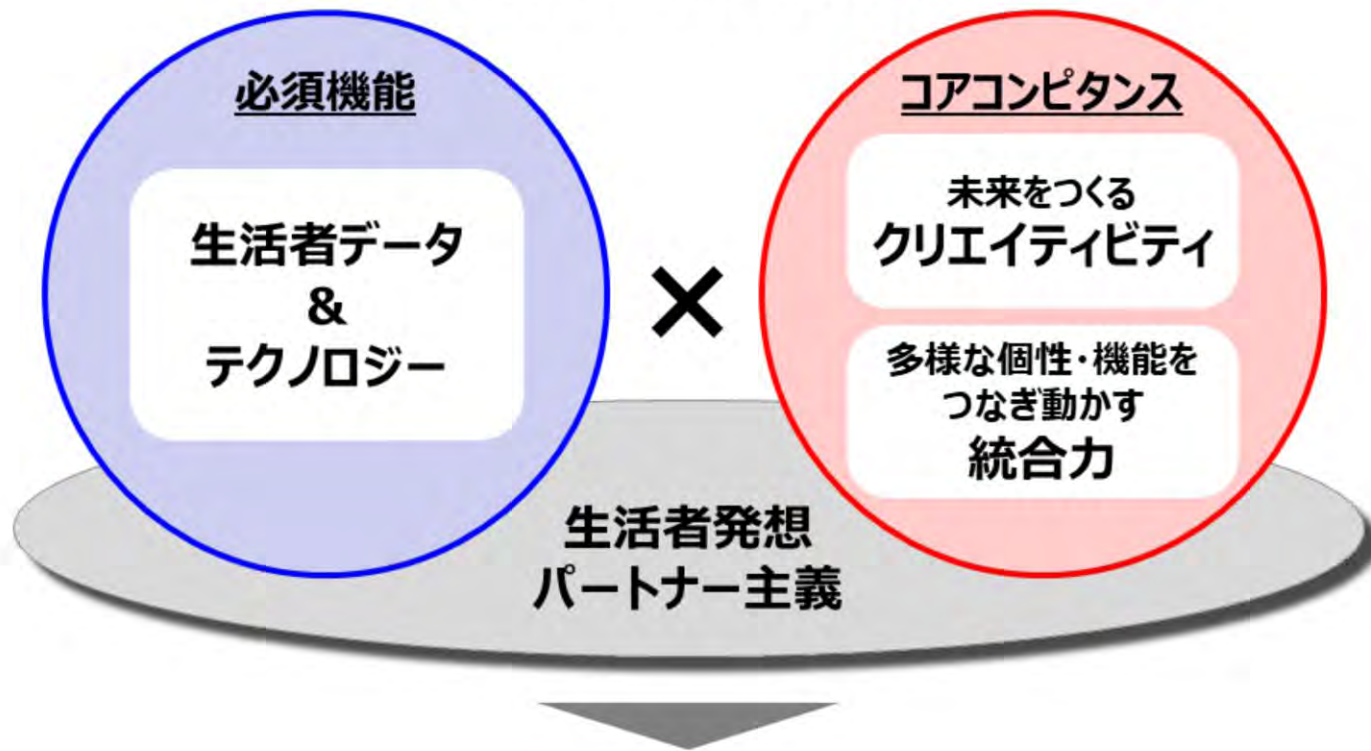 必須機能
生活者データ
&
テクノロジー
×
コアコンピタンス
未来をつくる
クリエイティビティ
多様な個性・機能を
つなぎ動かす
統合力
生活者発想
パートナー主義